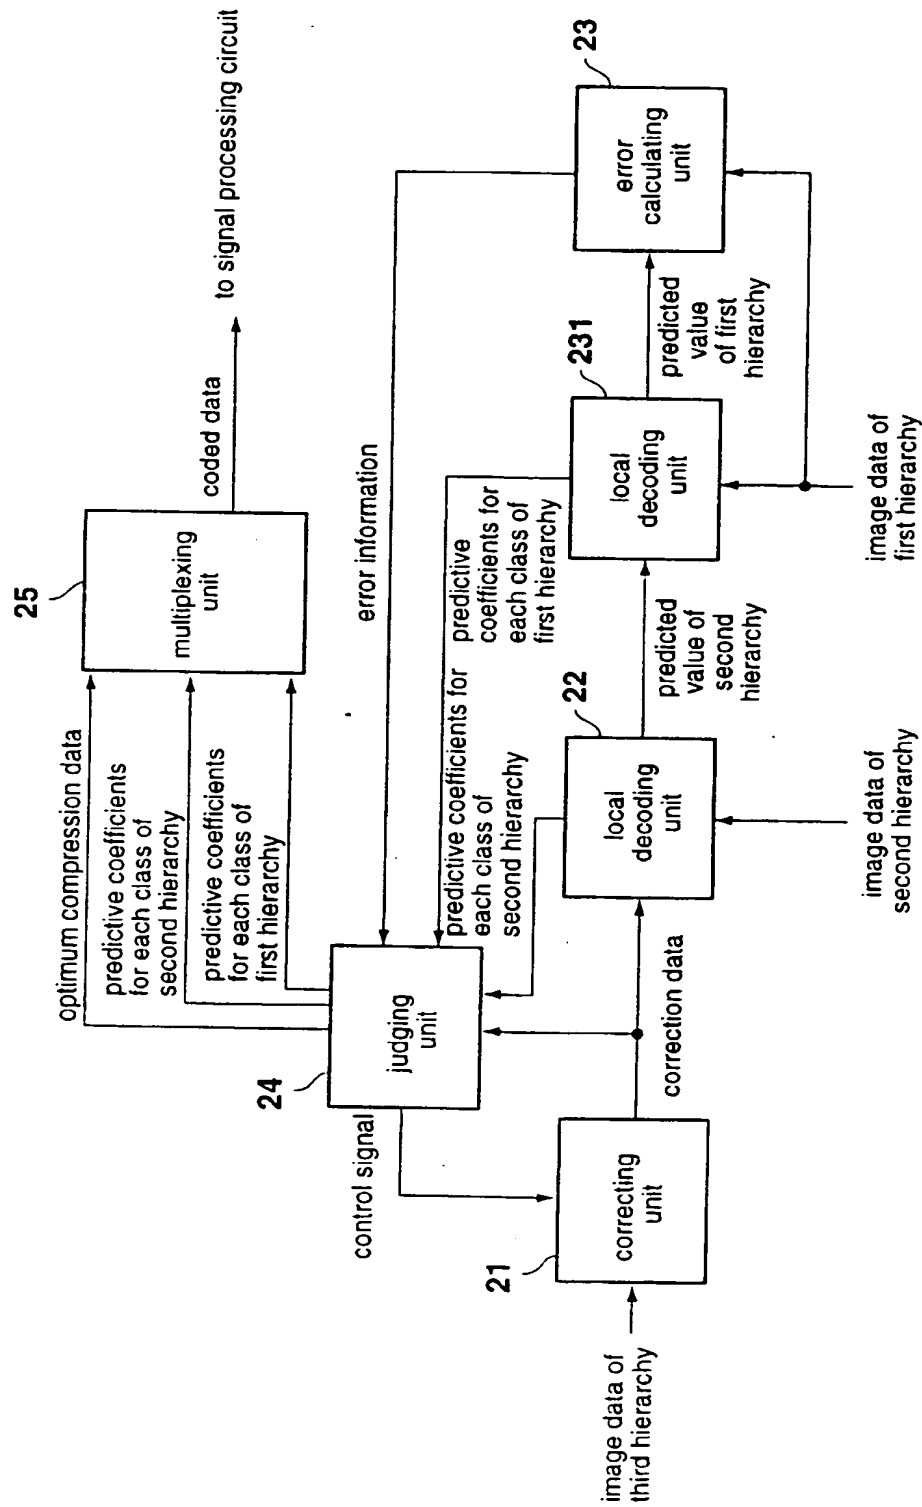 25
multiplexing
unit
coded data
to signal processing circuit
optimum compression data
predictive coefficients
for each class of
second hierarchy
predictive coefficients
for each class of
first hierarchy
error information
24
judging
unit
control signal
predictive coefficients for
each class of
second hierarchy
predictive
coefficients for
each class of
first hierarchy
21
correcting
unit
correction data
22
local
decoding
unit
predicted
value of
second
hierarchy
231
local
decoding
unit
predicted
value
of first
hierarchy
23
error
calculating
unit
image data of
third hierarchy
image data of
second hierarchy
image data of
first hierarchy